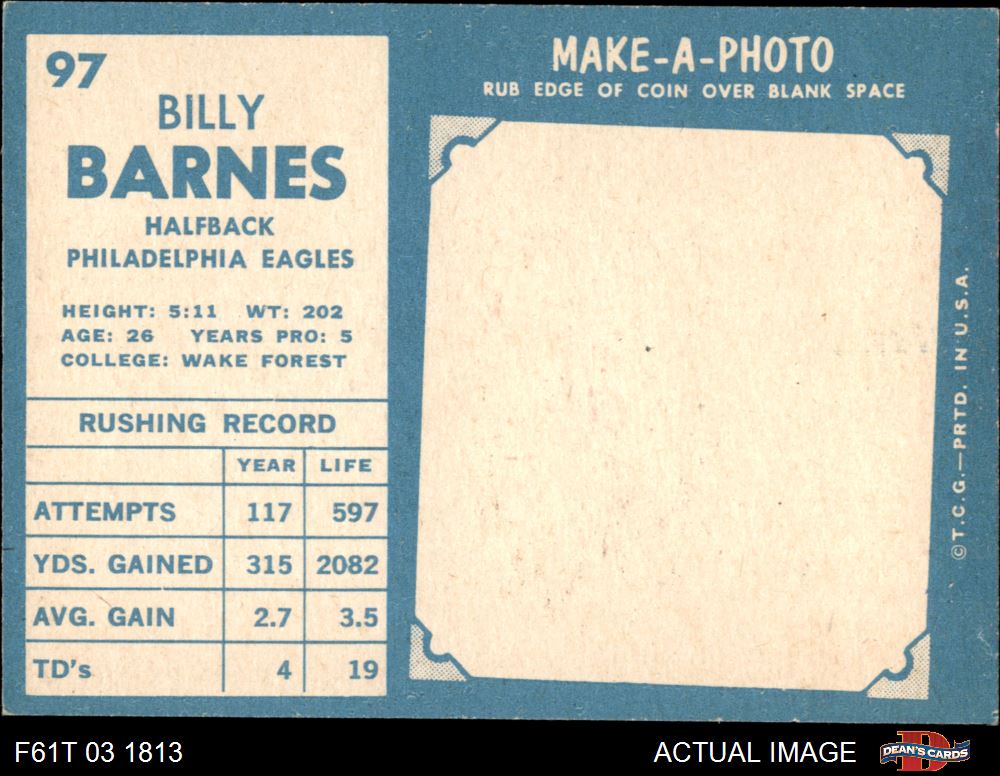 97
BILLY
BARNES
HALFBACK
PHILADELPHIA EAGLES
HEIGHT: 5:11 WT: 202
AGE: 26 YEARS PRO: 5
COLLEGE: WAKE FOREST
RUSHING RECORD
YEAR LIFE
ATTEMPTS 117 597
YDS. GAINED 315 2082
AVG. GAIN 2.7 3.5
TD's 4 19
MAKE-A-PHOTO
RUB EDGE OF COIN OVER BLANK SPACE
© T.C.G.—PRTD. IN U.S.A.
F61T 03 1813
ACTUAL IMAGE
D
DEAN'S CARDS